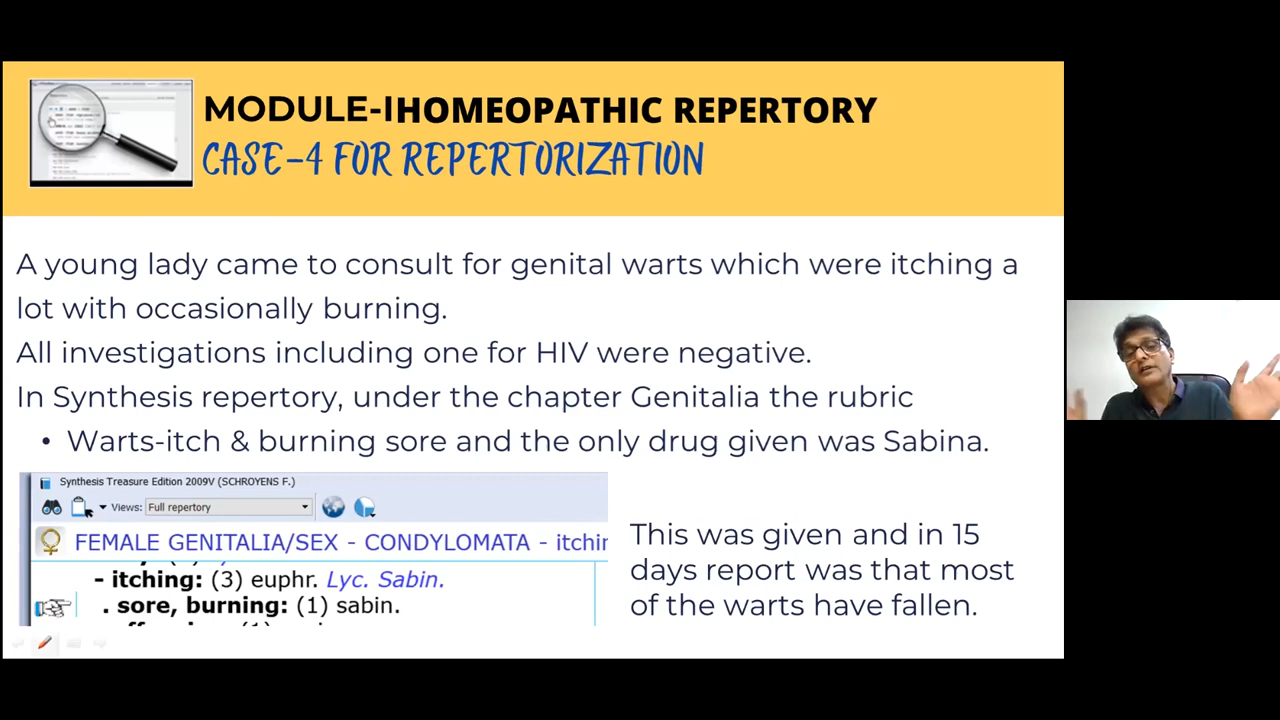 MODULE-IHOMEOPATHIC REPERTORY
CASE-4 FOR REPERTORIZATION
A young lady came to consult for genital warts which were itching a
lot with occasionally burning.
All investigations including one for HIV were negative.
In Synthesis repertory, under the chapter Genitalia the rubric
• Warts-itch & burning sore and the only drug given was Sabina.
Synthesis Treasure Edition 2009V (SCHROYENS F.)
Views: Full repertory
FEMALE GENITALIA/SEX - CONDYLOMATA -
- itching: (3) euphr. Lyc. Sabin.
. sore, burning: (1) sabin.
This was given and in 15
days report was that most
of the warts have fallen.